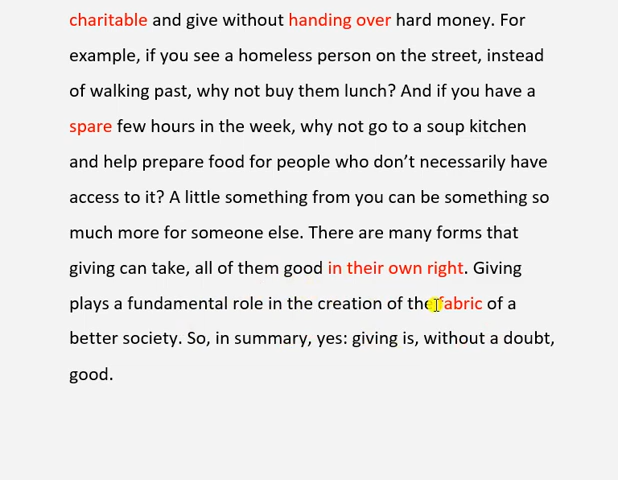 charitable and give without handing over hard money. For
example, if you see a homeless person on the street, instead
of walking past, why not buy them lunch? And if you have a
spare few hours in the week, why not go to a soup kitchen
and help prepare food for people who don’t necessarily have
access to it? A little something from you can be something so
much more for someone else. There are many forms that
giving can take, all of them good in their own right. Giving
plays a fundamental role in the creation of the fabric of a
better society. So, in summary, yes: giving is, without a doubt,
good.